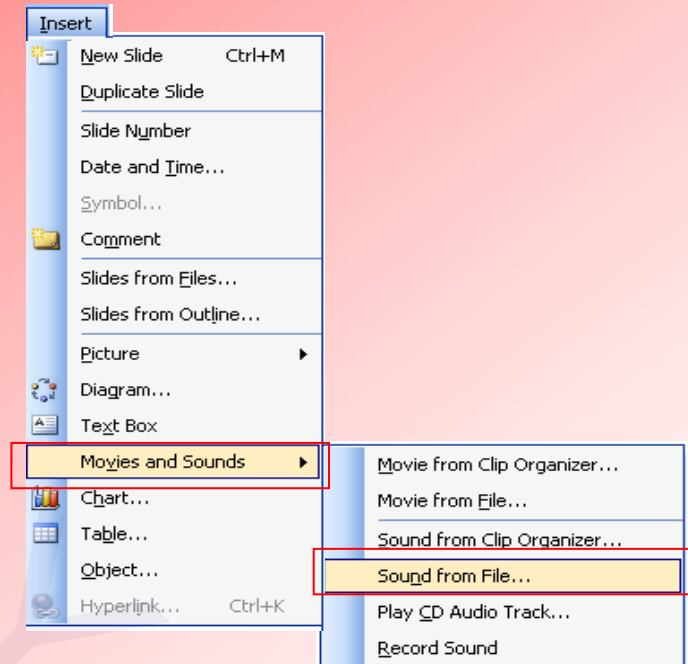 Insert
New Slide Ctrl+M
Duplicate Slide
Slide Number
Date and Time...
Symbol...
Comment
Slides from Files...
Slides from Outline...
Picture
Diagram...
Text Box
Movies and Sounds
Chart...
Table...
Object...
Hyperlink... Ctrl+K
Movie from Clip Organizer...
Movie from File...
Sound from Clip Organizer...
Sound from File...
Play CD Audio Track...
Record Sound